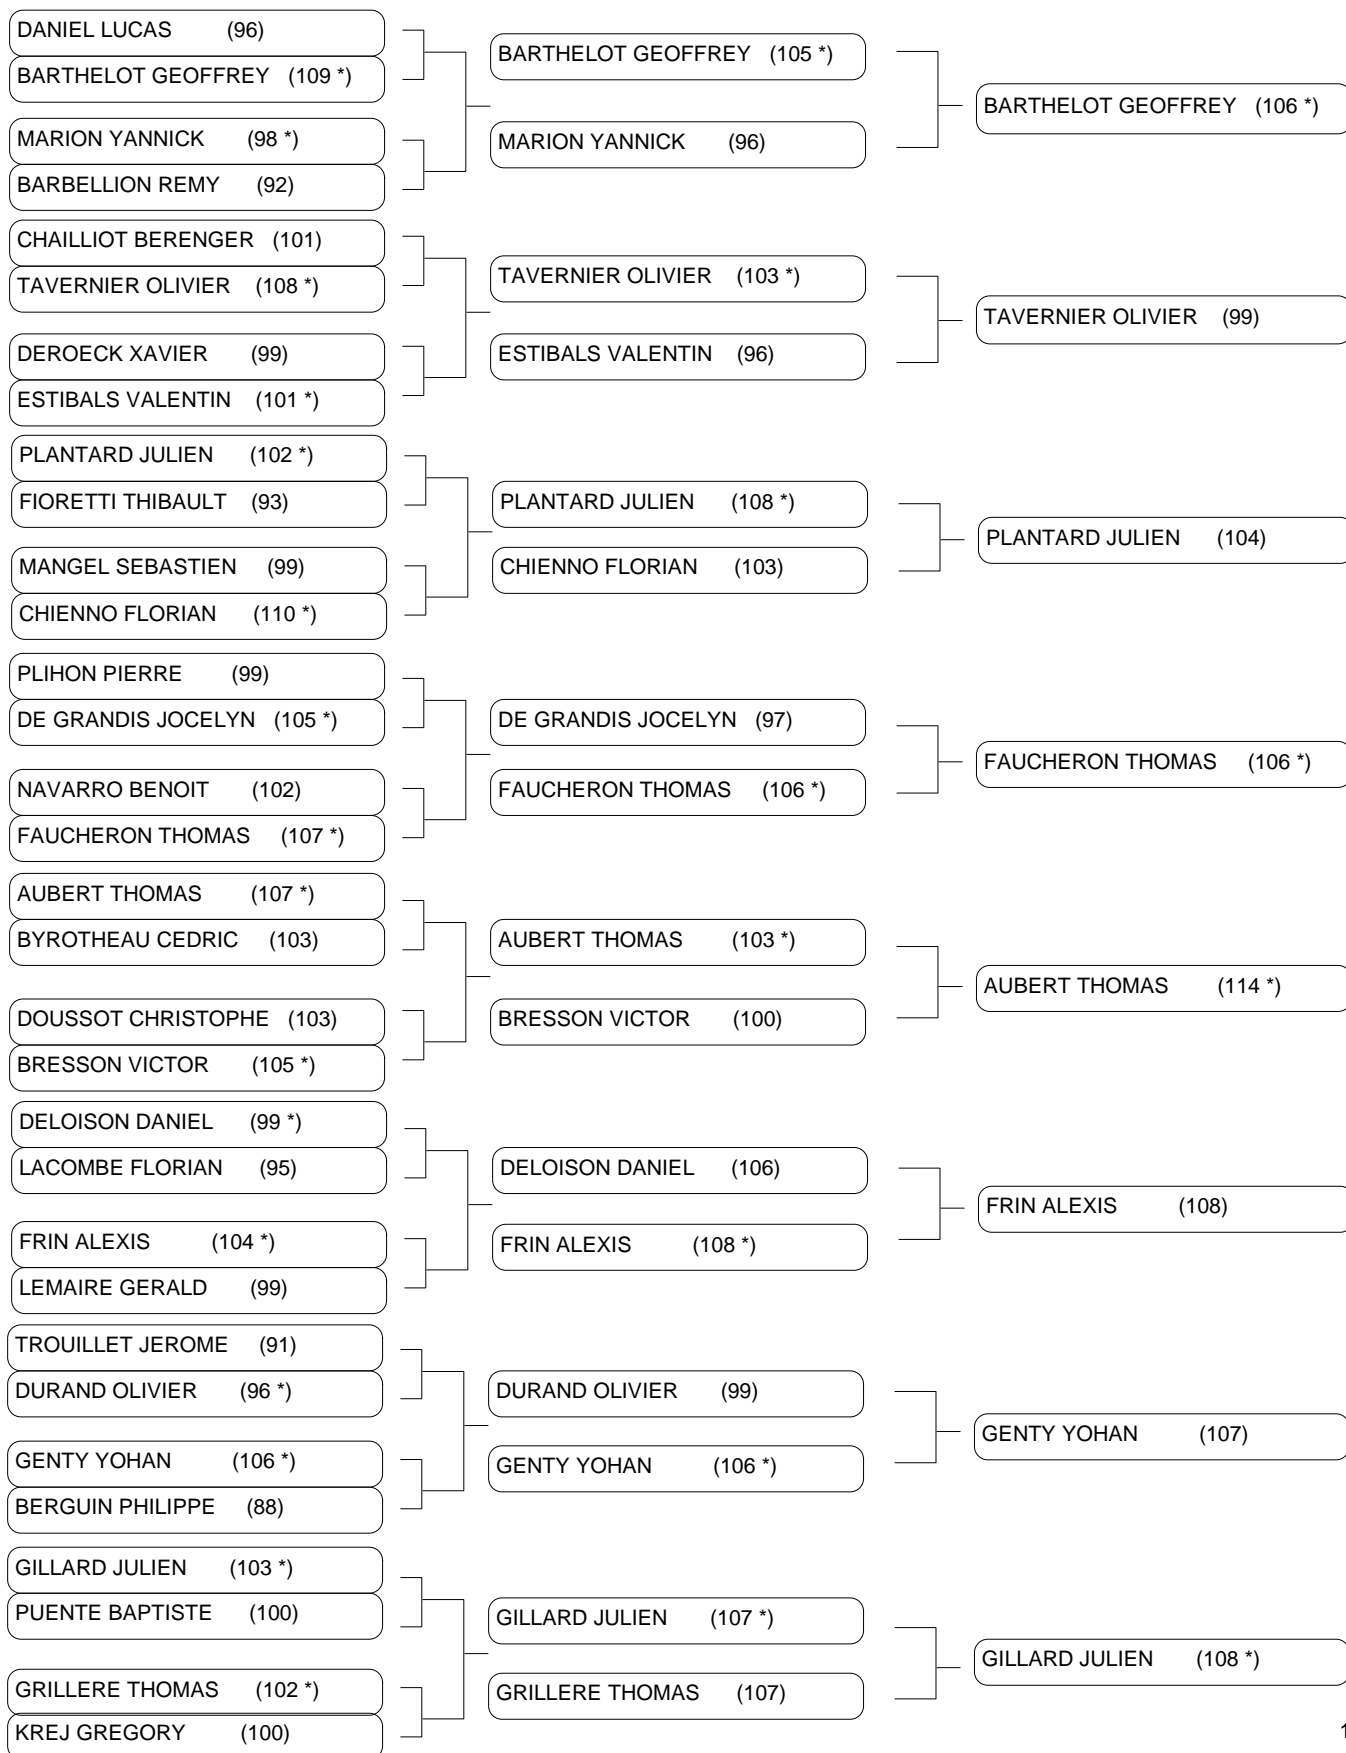 DANIEL LUCAS (96)
BARTHELOT GEOFFREY (109 *)
MARION YANNICK (98 *)
BARBELLION REMY (92)
CHAILLIOT BERENGER (101)
TAVERNIER OLIVIER (108 *)
DEROECK XAVIER (99)
ESTIBALS VALENTIN (101 *)
PLANTARD JULIEN (102 *)
FIORETTI THIBAULT (93)
MANGEL SEBASTIEN (99)
CHIENNO FLORIAN (110 *)
PLIHON PIERRE (99)
DE GRANDIS JOCELYN (105 *)
NAVARRO BENOIT (102)
FAUCHERON THOMAS (107 *)
AUBERT THOMAS (107 *)
BYROTHEAU CEDRIC (103)
DOUSSOT CHRISTOPHE (103)
BRESSON VICTOR (105 *)
DELOISON DANIEL (99 *)
LACOMBE FLORIAN (95)
FRIN ALEXIS (104 *)
LEMAIRE GERALD (99)
TROUILLET JEROME (91)
DURAND OLIVIER (96 *)
GENTY YOHAN (106 *)
BERGUIN PHILIPPE (88)
GILLARD JULIEN (103 *)
PUENTE BAPTISTE (100)
GRILLERE THOMAS (102 *)
KREJ GREGORY (100)
BARTHELOT GEOFFREY (105 *)
MARION YANNICK (96)
TAVERNIER OLIVIER (103 *)
ESTIBALS VALENTIN (96)
PLANTARD JULIEN (108 *)
CHIENNO FLORIAN (103)
DE GRANDIS JOCELYN (97)
FAUCHERON THOMAS (106 *)
AUBERT THOMAS (103 *)
BRESSON VICTOR (100)
DELOISON DANIEL (106)
FRIN ALEXIS (108 *)
DURAND OLIVIER (99)
GENTY YOHAN (106 *)
GILLARD JULIEN (107 *)
GRILLERE THOMAS (107)
BARTHELOT GEOFFREY (106 *)
TAVERNIER OLIVIER (99)
PLANTARD JULIEN (104)
FAUCHERON THOMAS (106 *)
AUBERT THOMAS (114 *)
FRIN ALEXIS (108)
GENTY YOHAN (107)
GILLARD JULIEN (108 *)
1